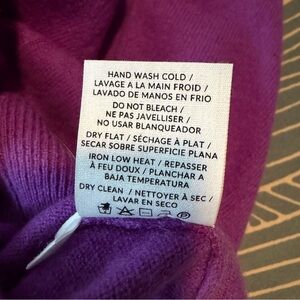 HAND WASH COLD /
LAVAGE A LA MAIN FROID /
LAVADO DE MANOS EN FRIO
DO NOT BLEACH /
NE PAS JAVELLISER /
NO USAR BLANQUEADOR
DRY FLAT / SÉCHAGE À PLAT /
SECAR SOBRE SUPERFICIE PLANA
IRON LOW HEAT / REPASSER
À FEU DOUX / PLANCHAR A
BAJA TEMPERATURA
DRY CLEAN / NETTOYER À SEC /
LAVAR EN SECO